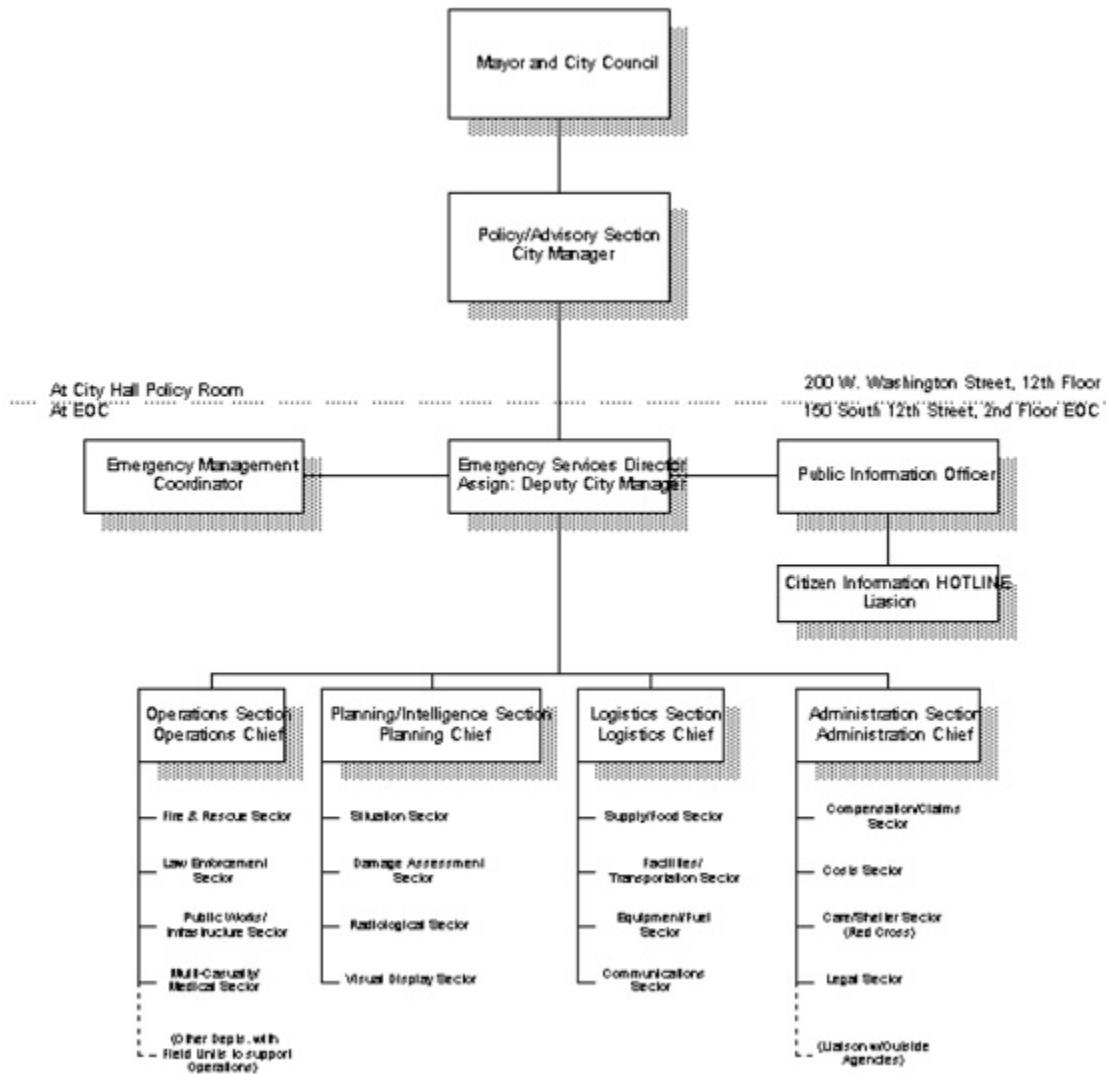 Mayor and City Council
Policy/Advisory Section
City Manager
At City Hall Policy Room
200 W. Washington Street, 12th Floor
At EOC
150 South 12th Street, 2nd Floor EOC
Emergency Management
Coordinator
Emergency Services Director
Assign: Deputy City Manager
Public Information Officer
Citizen Information HOTLINE
Liasion
Operations Section
Operations Chief
Planning/Intelligence Section
Planning Chief
Logistics Section
Logistics Chief
Administration Section
Administration Chief
Fire & Rescue Sector
Law Enforcement
Sector
Public Works/
Infrastrucure Sector
Multi-Casualty/
Medical Sector
(Other Depts. with
Field Units to support
Operations)
Situation Sector
Damage Assessment
Sector
Radiological Sector
Visual Display Sector
Supply/Food Sector
Facilities/
Transportation Sector
Equipment/Fuel
Sector
Communications
Sector
Compensation/Claims
Sector
Costs Sector
Care/Shelter Sector
(Red Cross)
Legal Sector
(Liaison w/Outside
Agencies)